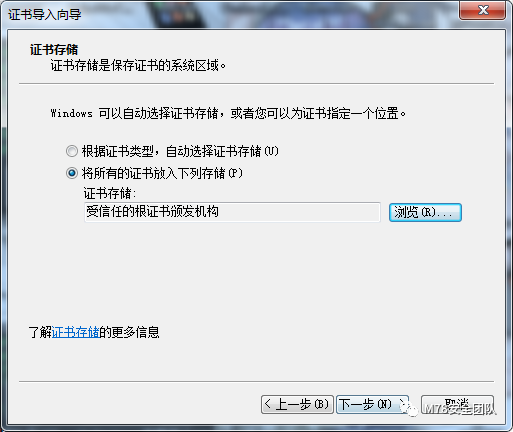 证书导入向导
证书存储
证书存储是保存证书的系统区域。
Windows 可以自动选择证书存储，或者您可以为证书指定一个位置。
根据证书类型，自动选择证书存储(U)
将所有的证书放入下列存储(P)
证书存储:
受信任的根证书颁发机构
浏览(R)...
了解证书存储的更多信息
< 上一步(B)
下一步(N) >
取消
M78安全团队